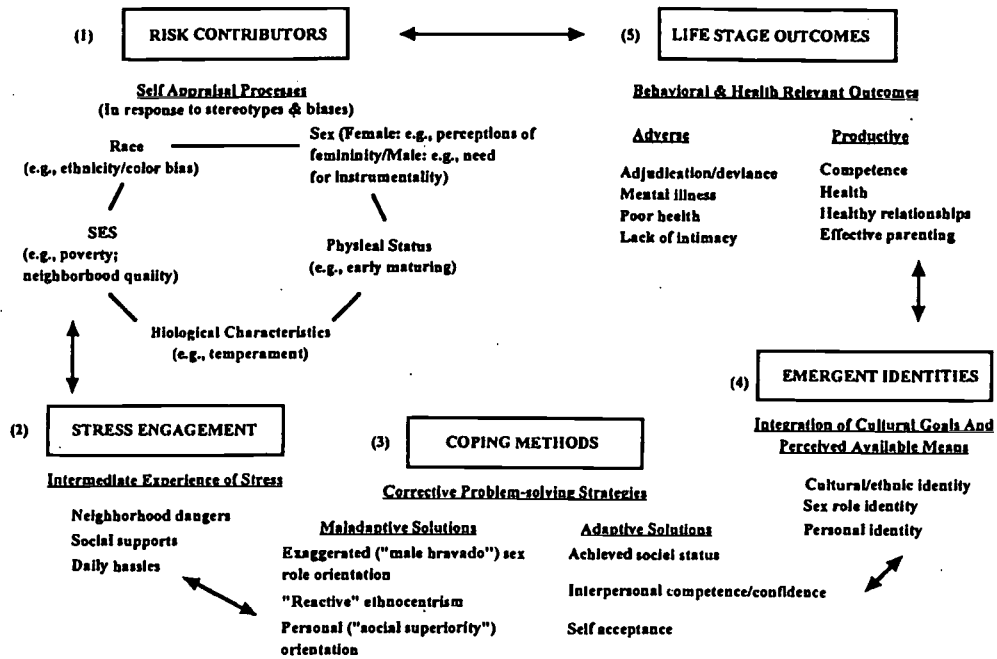 (1) RISK CONTRIBUTORS
Self Appraisal Processes
(In response to stereotypes & biases)
Race
(e.g., ethnicity/color bias)
Sex (Female: e.g., perceptions of
femininity/Male: e.g., need
for instrumentality)
SES
(e.g., poverty;
neighborhood quality)
Physical Status
(e.g., early maturing)
Biological Characteristics
(e.g., temperament)
(2) STRESS ENGAGEMENT
Intermediate Experience of Stress
Neighborhood dangers
Social supports
Daily hassles
(3) COPING METHODS
Corrective Problem-solving Strategies
Maladaptive Solutions
Exaggerated ("male bravado") sex
role orientation
"Reactive" ethnocentrism
Personal ("social superiority")
orientation
Adaptive Solutions
Achieved social status
Interpersonal competence/confidence
Self acceptance
(4) EMERGENT IDENTITIES
Integration of Cultural Goals And
Perceived Available Means
Cultural/ethnic identity
Sex role identity
Personal identity
(5) LIFE STAGE OUTCOMES
Behavioral & Health Relevant Outcomes
Adverse
Adjudication/deviance
Mental illness
Poor health
Lack of intimacy
Productive
Competence
Health
Healthy relationships
Effective parenting